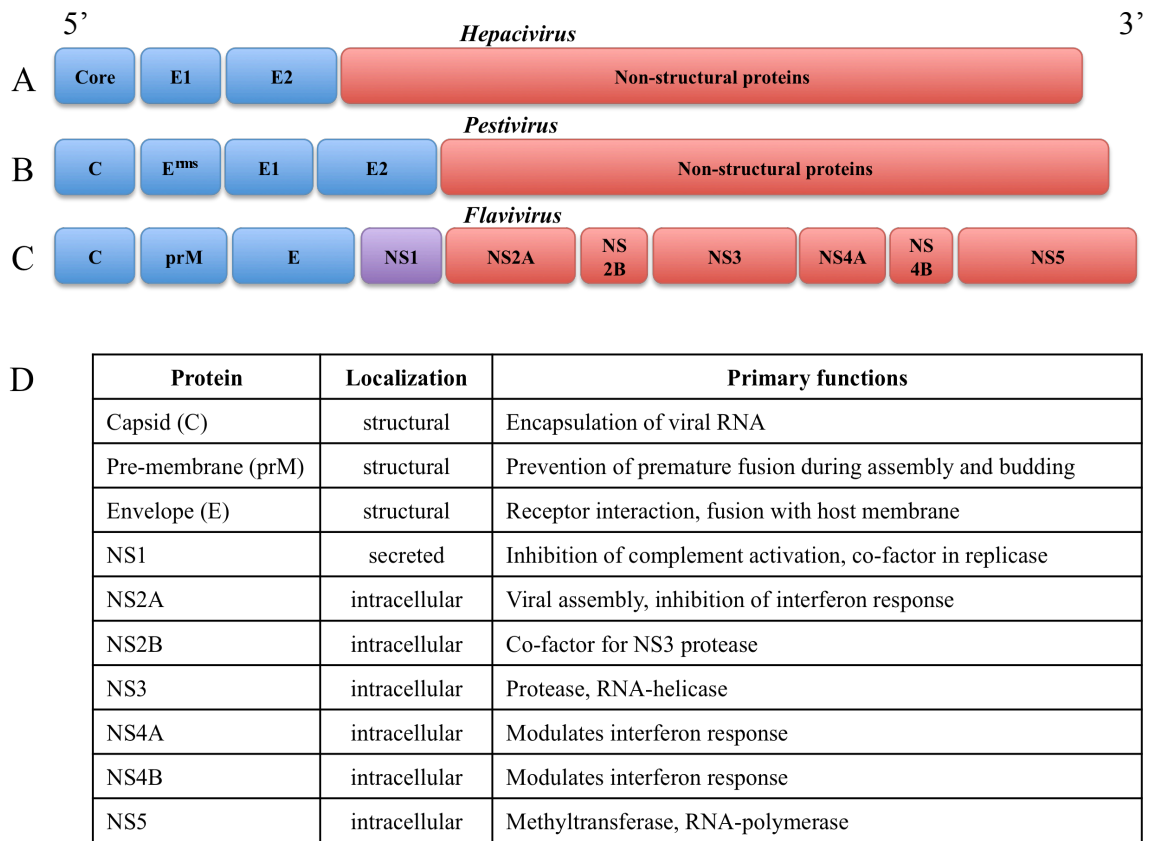 5’ 3’
Hepacivirus
A Core E1 E2 Non-structural proteins
Pestivirus
B C Erms E1 E2 Non-structural proteins
Flavivirus
C C prM E NS1 NS2A NS 2B NS3 NS4A NS 4B NS5
D Protein Localization Primary functions
Capsid (C) structural Encapsulation of viral RNA
Pre-membrane (prM) structural Prevention of premature fusion during assembly and budding
Envelope (E) structural Receptor interaction, fusion with host membrane
NS1 secreted Inhibition of complement activation, co-factor in replicase
NS2A intracellular Viral assembly, inhibition of interferon response
NS2B intracellular Co-factor for NS3 protease
NS3 intracellular Protease, RNA-helicase
NS4A intracellular Modulates interferon response
NS4B intracellular Modulates interferon response
NS5 intracellular Methyltransferase, RNA-polymerase